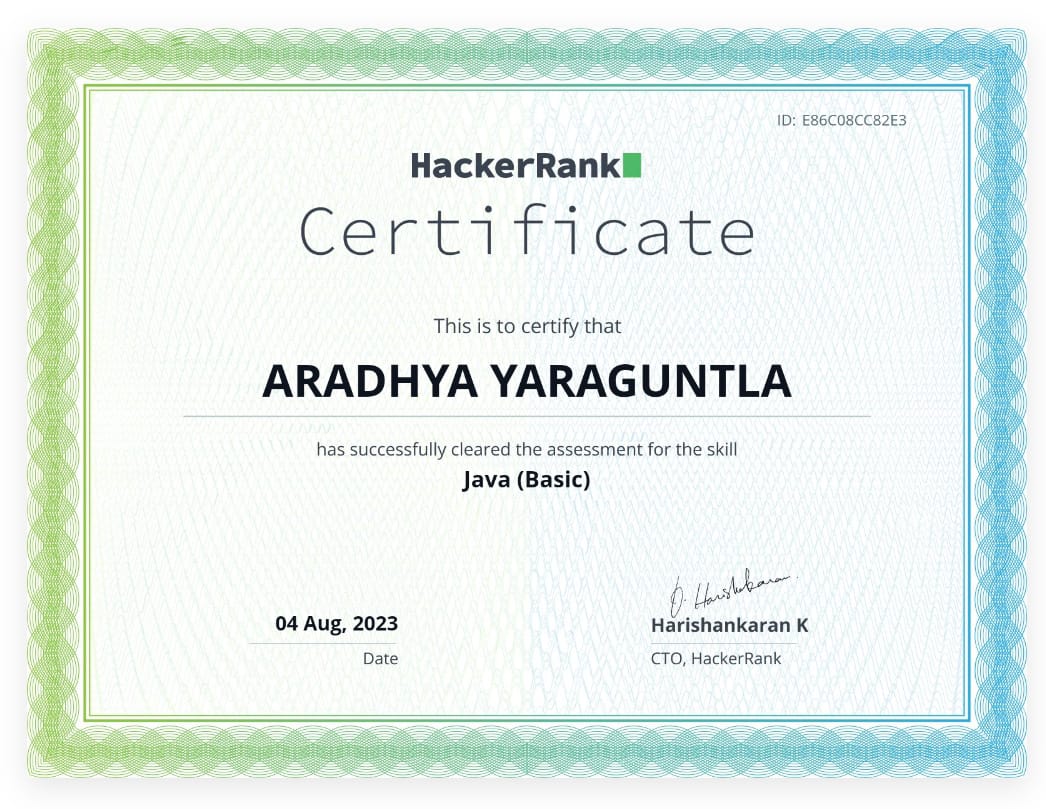 ID: E86C08CC82E3
HackerRank
Certificate
This is to certify that
ARADHYA YARAGUNTLA
has successfully cleared the assessment for the skill
Java (Basic)
04 Aug, 2023
Date
Harishankaran K
CTO, HackerRank